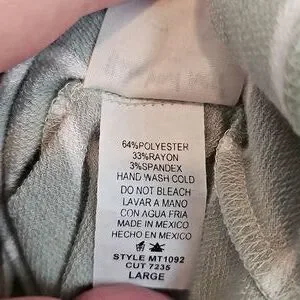 64%POLYESTER
33%RAYON
3%SPANDEX
HAND WASH COLD
DO NOT BLEACH
LAVAR A MANO
CON AGUA FRIA
MADE IN MEXICO
HECHO EN MEXICO
STYLE MT1092
CUT 7235
LARGE